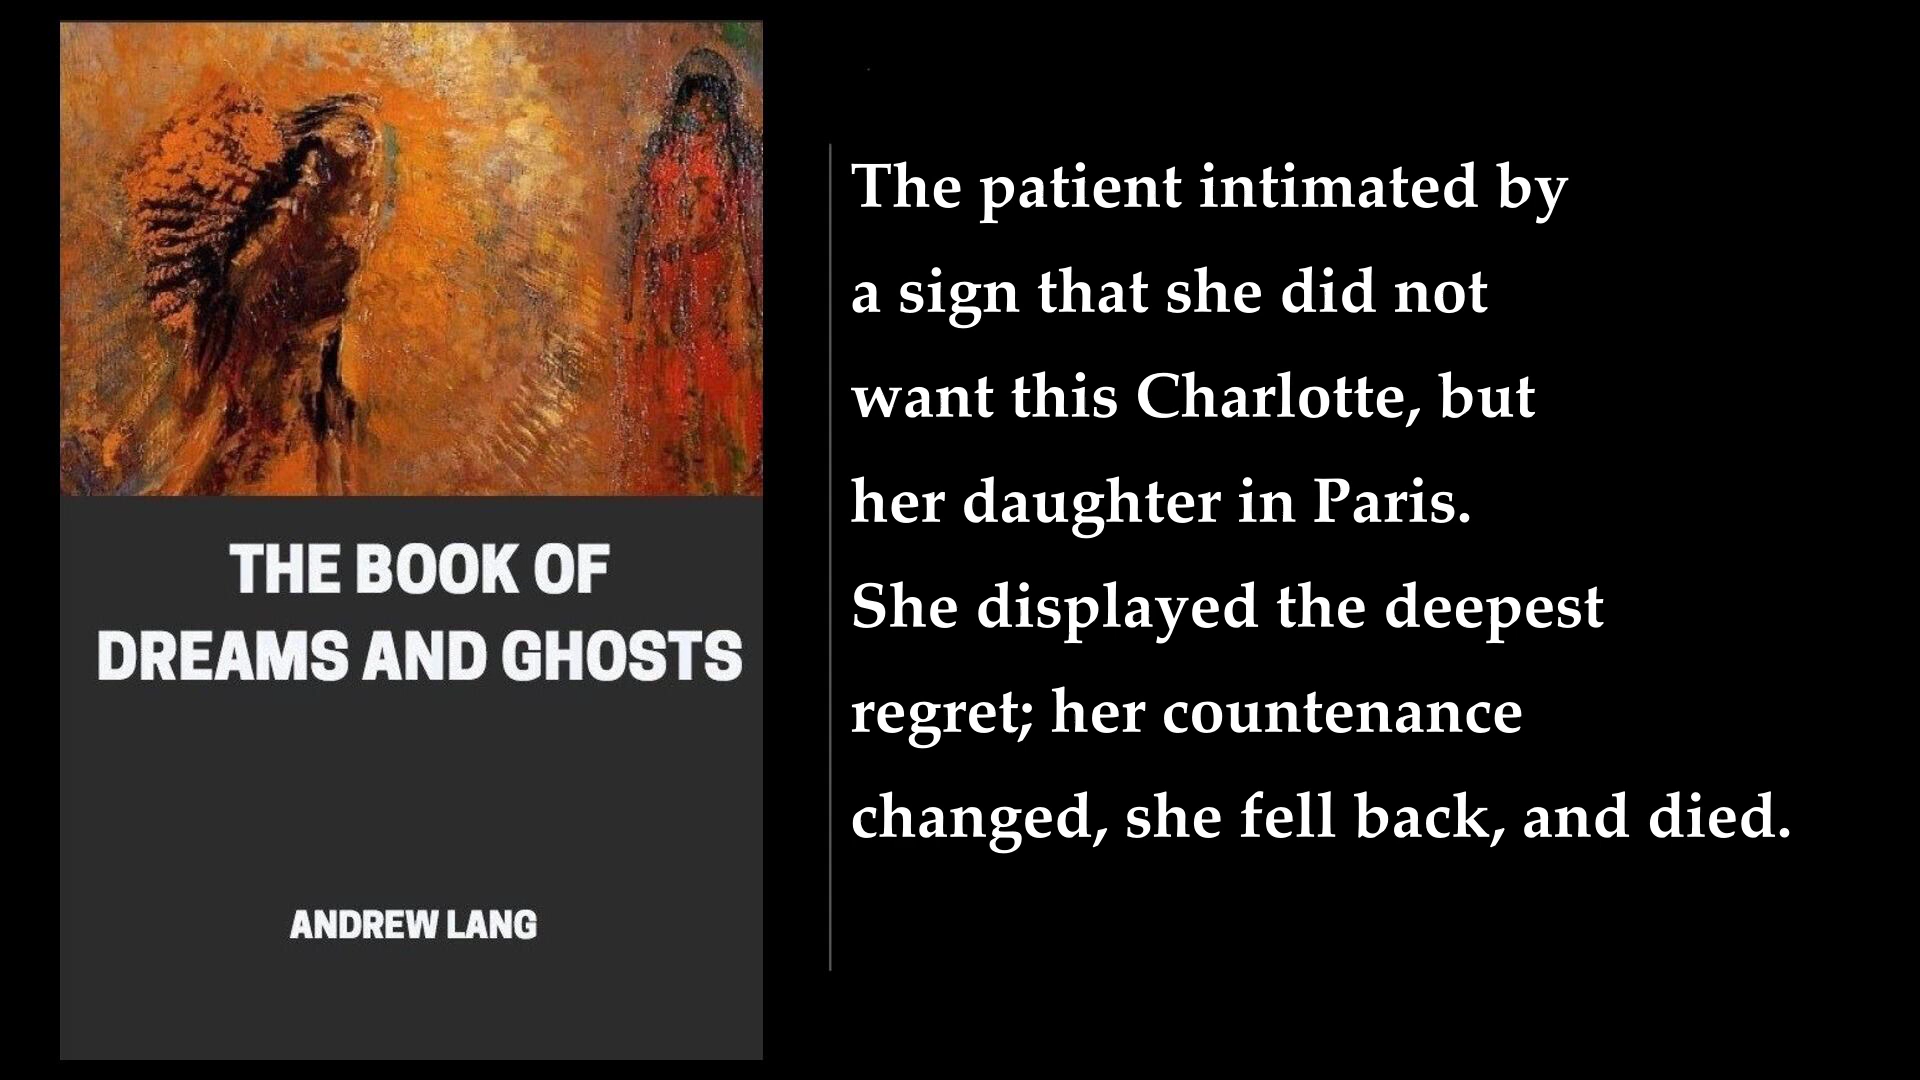 THE BOOK OF
DREAMS AND GHOSTS
ANDREW LANG
The patient intimated by
a sign that she did not
want this Charlotte, but
her daughter in Paris.
She displayed the deepest
regret; her countenance
changed, she fell back, and died.